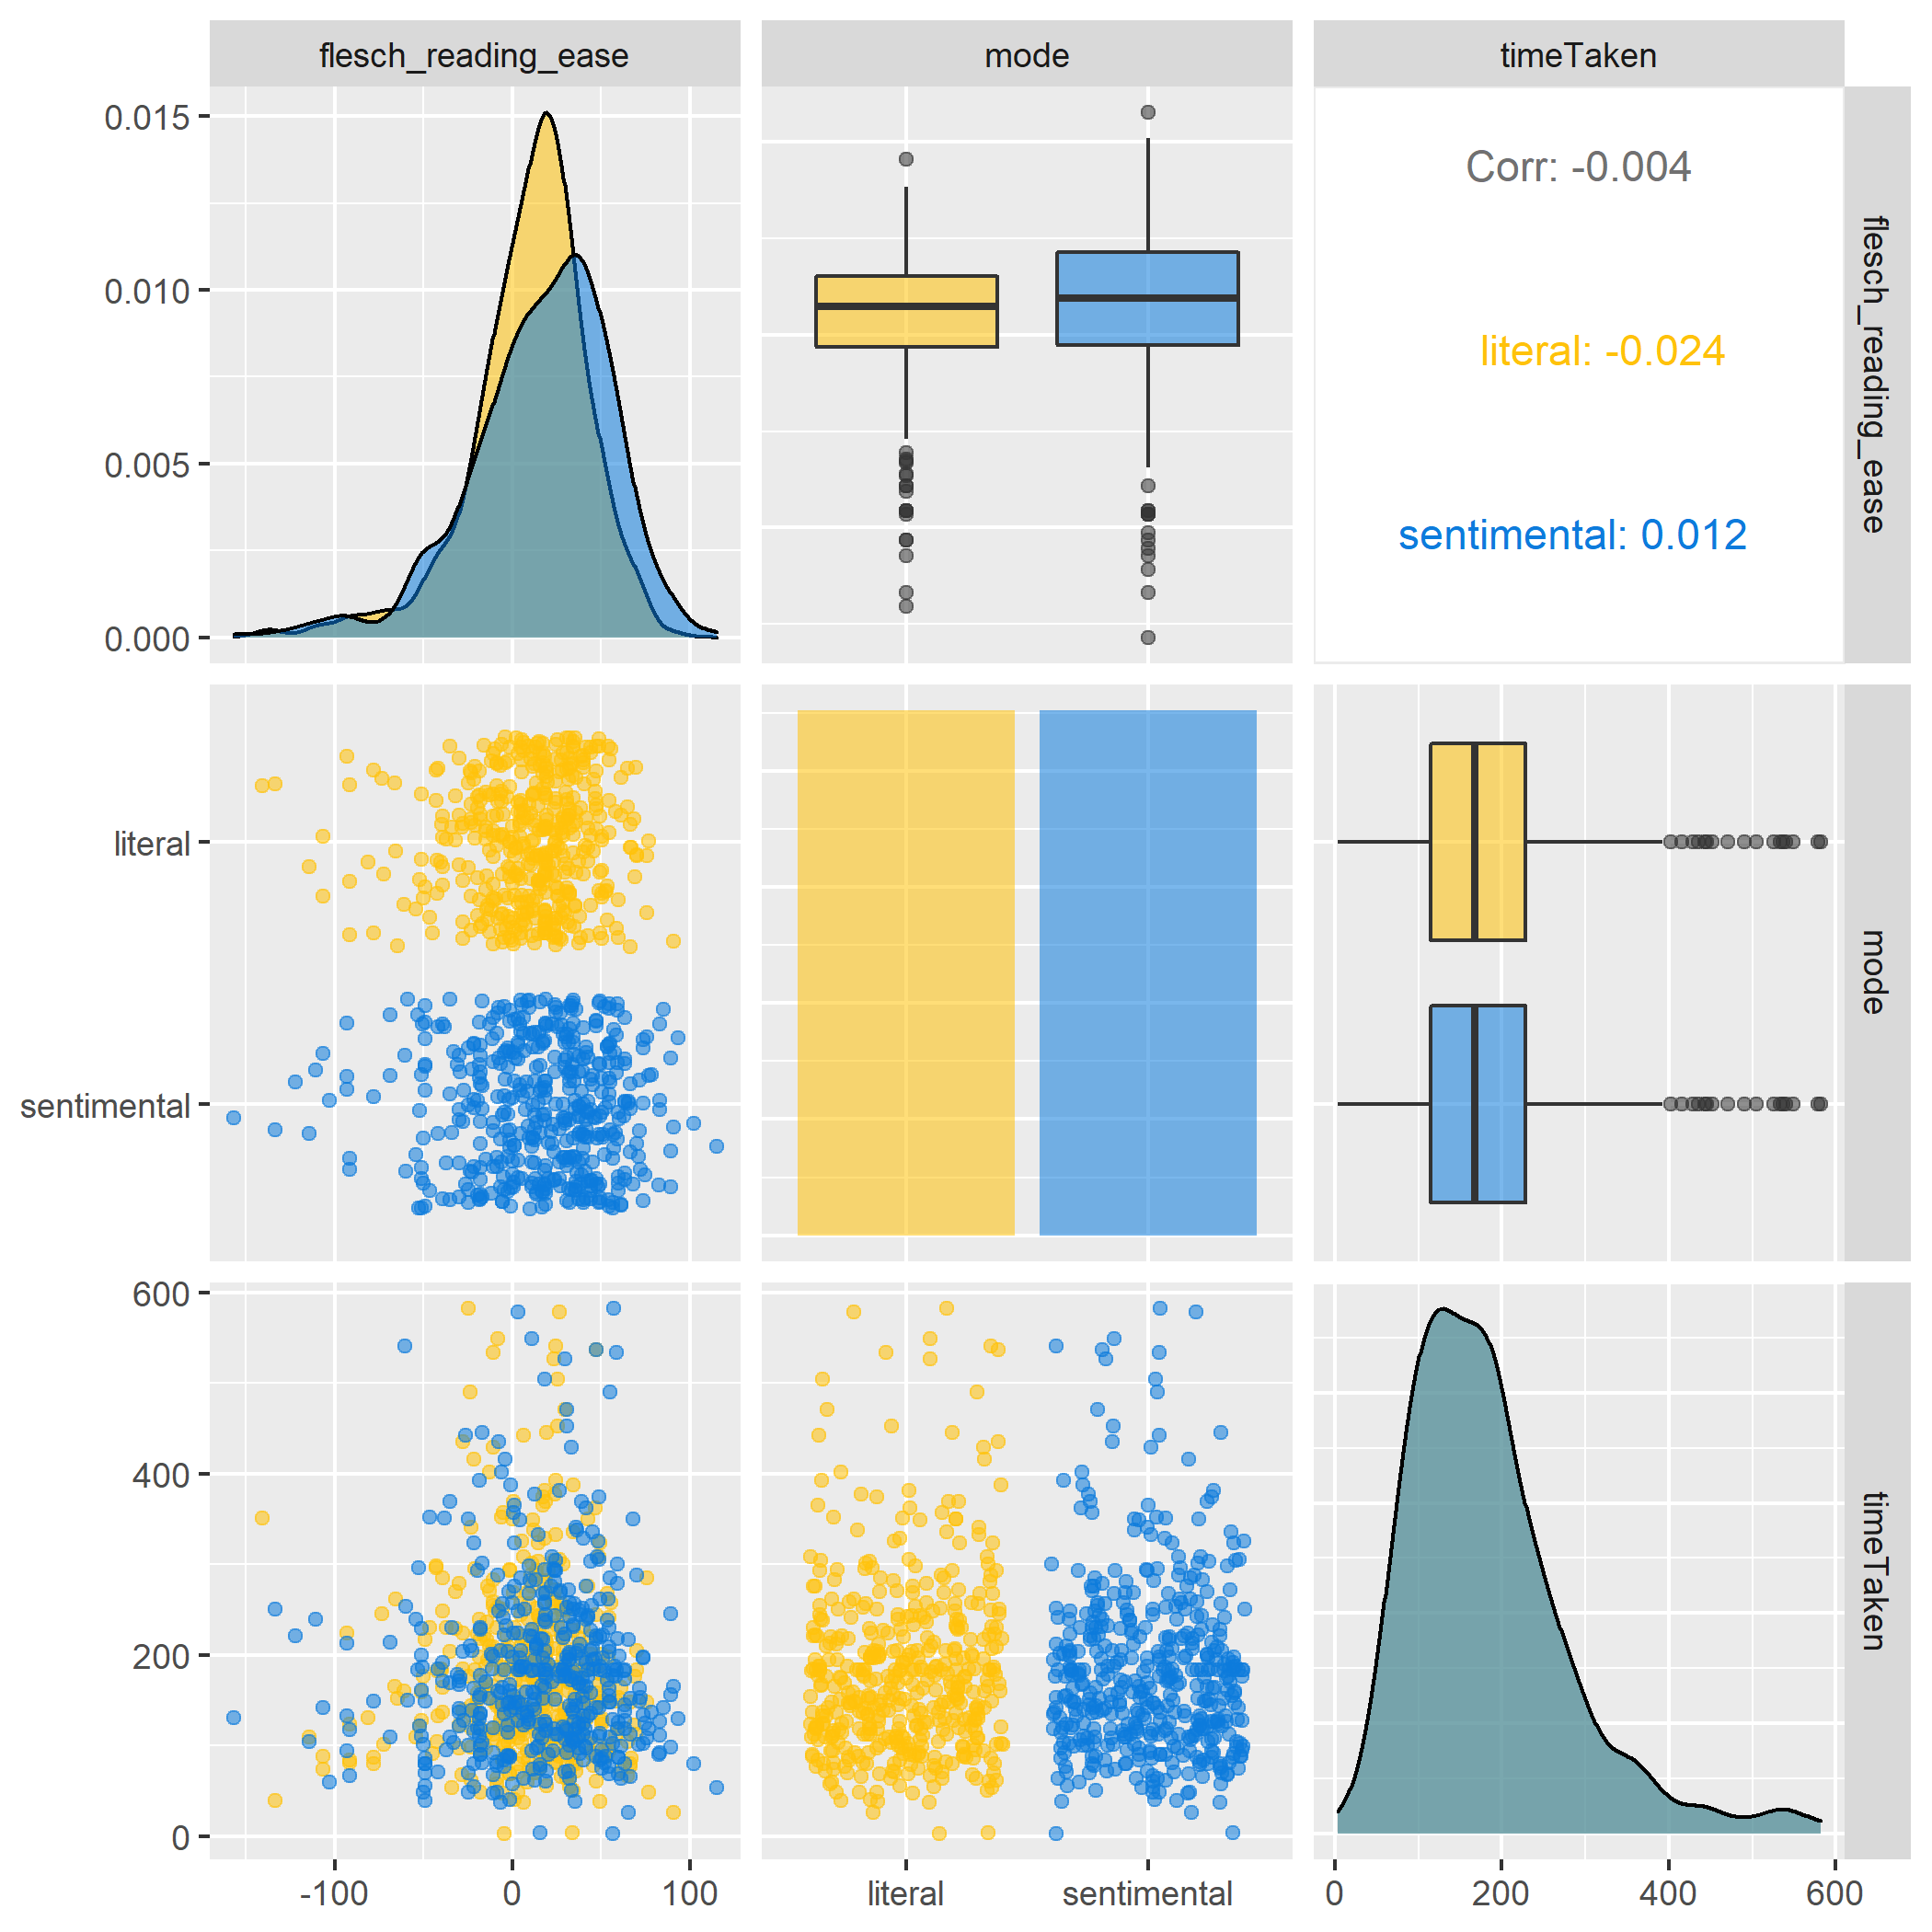 flesch_reading_ease
mode
timeTaken
0.015
0.010
0.005
0.000
Corr: -0.004
literal: -0.024
sentimental: 0.012
flesch_reading_ease
literal
sentimental
mode
600
400
200
0
timeTaken
-100
0
100
literal
sentimental
0
200
400
600